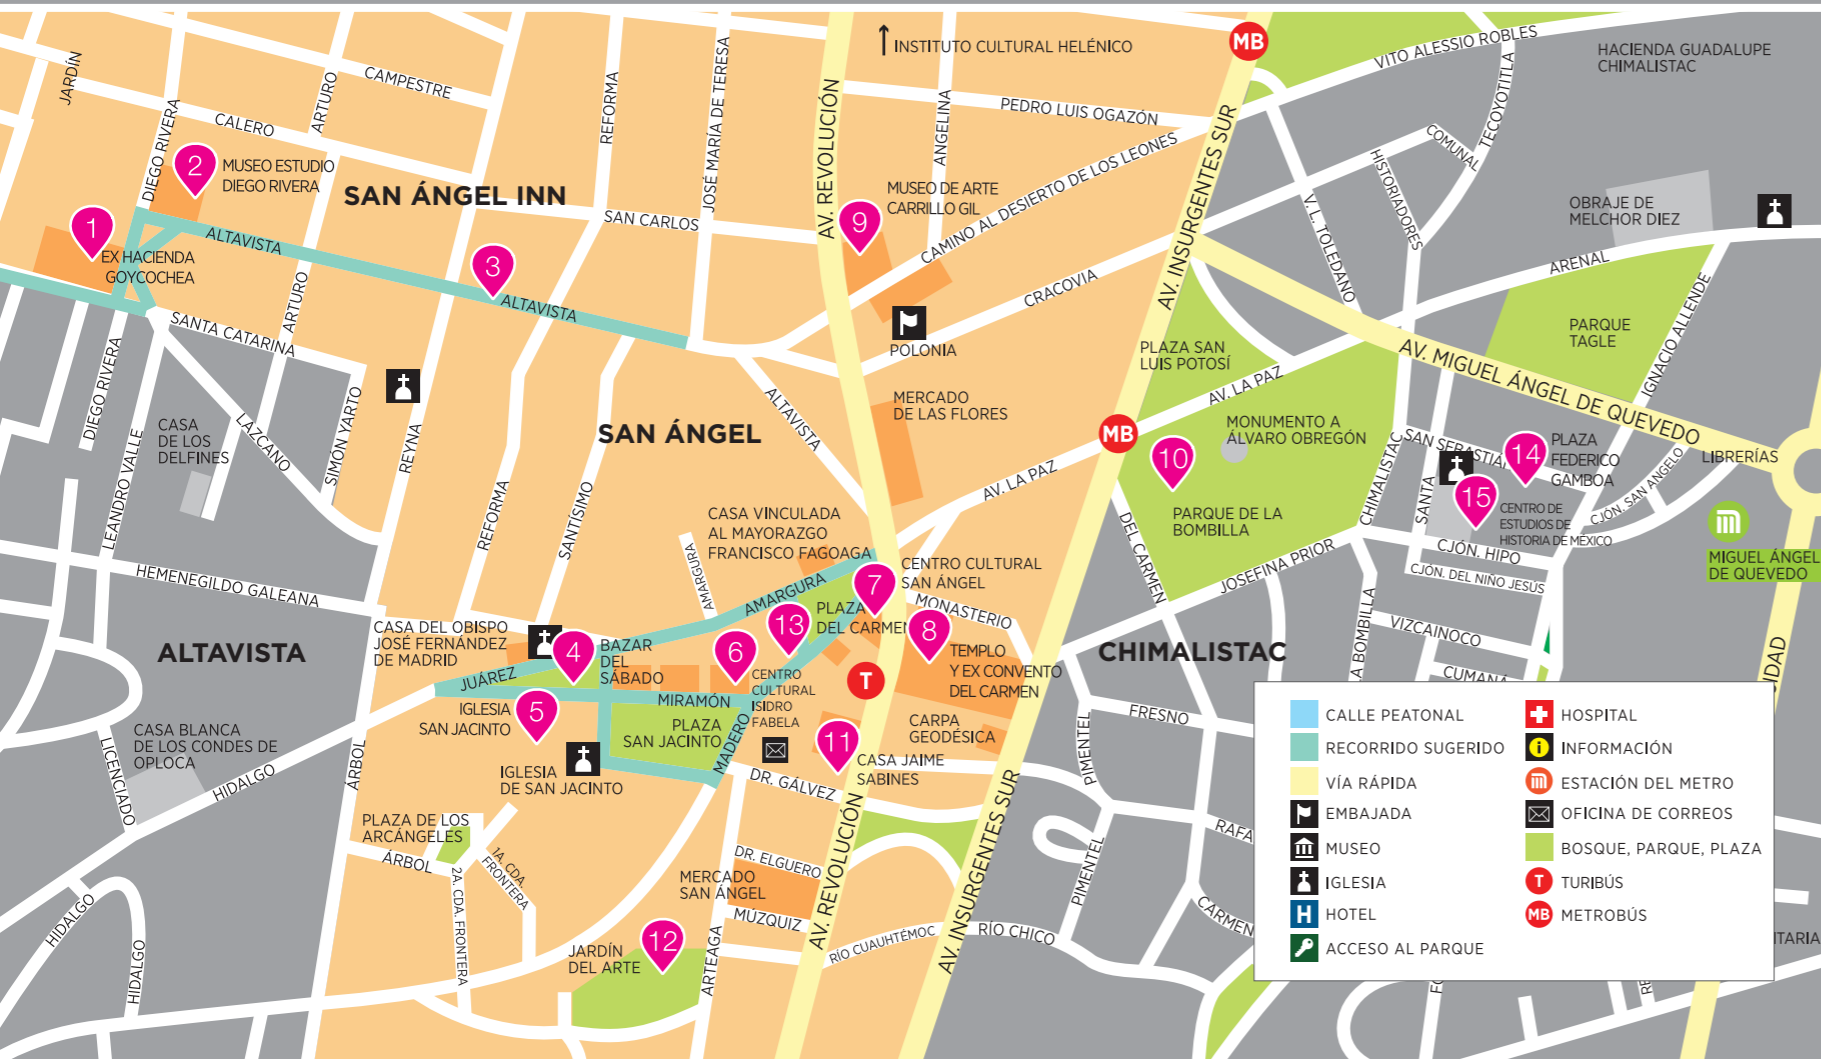 INSTITUTO CULTURAL HELÉNICO
MB
VITO ALESSIO ROBLES
HACIENDA GUADALUPE
CHIMALISTAC
JARDÍN
CAMPESTRE
ARTURO
REFORMA
JOSÉ MARÍA DE TERESA
AV. REVOLUCIÓN
ANGELINA
PEDRO LUIS OGAZÓN
AV. INSURGENTES SUR
TECOYOTITLA
COMUNAL
HISTORIADORES
CALERO
DIEGO RIVERA
2
MUSEO ESTUDIO
DIEGO RIVERA
SAN ÁNGEL INN
SAN CARLOS
MUSEO DE ARTE
CARRILLO GIL
9
CAMINO AL DESIERTO DE LOS LEONES
V. L. TOLEDANO
OBRAJE DE
MELCHOR DIEZ
1
EX HACIENDA
GOYCOCHEA
ALTAVISTA
3
ALTAVISTA
ARTURO
SANTA CATARINA
CRACOVIA
ARENAL
IGNACIO ALLENDE
PARQUE
TAGLE
POLONIA
PLAZA SAN
LUIS POTOSÍ
AV. LA PAZ
AV. MIGUEL ÁNGEL DE QUEVEDO
DIEGO RIVERA
LEANDRO VALLE
CASA
DE LOS
DELFINES
LAZCANO
SIMÓN YARTO
REYNA
SAN ÁNGEL
ALTAVISTA
MERCADO
DE LAS FLORES
MB
MONUMENTO A
ÁLVARO OBREGÓN
10
PARQUE DE LA
BOMBILLA
CHIMALISTAC
SAN SEBASTIÁN
SANTA
14
PLAZA
FEDERICO
GAMBOA
15
CENTRO DE
ESTUDIOS DE
HISTORIA DE MÉXICO
CJÓN. SAN ANGELO
LIBRERÍAS
MIGUEL ÁNGEL
DE QUEVEDO
REFORMA
SANTÍSIMO
AV. LA PAZ
CASA VINCULADA
AL MAYORAZGO
FRANCISCO FAGOAGA
AMARGURA
AMARGURA
DEL CARMEN
JOSEFINA PRIOR
CJÓN. HIPO
CJÓN. DEL NIÑO JESÚS
HEMENEGILDO GALEANA
7
CENTRO CULTURAL
SAN ÁNGEL
MONASTERIO
PLAZA
DEL CARMEN
13
8
TEMPLO
Y EX CONVENTO
DEL CARMEN
A BOMBILLA
VIZCAINOCO
CUMANÁ
CHIMALISTAC
ALTAVISTA
CASA DEL OBISPO
JOSÉ FERNÁNDEZ
DE MADRID
4
BAZAR
DEL
SÁBADO
6
CENTRO
CULTURAL
ISIDRO
FABELA
T
JUÁREZ
MIRAMÓN
5
IGLESIA
SAN JACINTO
PLAZA
SAN JACINTO
MADERO
IGLESIA
DE SAN JACINTO
11
CASA JAIME
SABINES
CARPA
GEODÉSICA
DR. GÁLVEZ
FRESNO
PIMENTEL
CASA BLANCA
DE LOS CONDES DE
OPLOCA
LICENCIADO
HIDALGO
ÁRBOL
PLAZA DE LOS
ARCÁNGELES
ÁRBOL
1A. CDA.
FRONTERA
2A. CDA. FRONTERA
DR. ELGUERO
MERCADO
SAN ÁNGEL
MÚZQUIZ
AV. REVOLUCIÓN
AV. INSURGENTES SUR
RÍO CUAUHTÉMOC
RÍO CHICO
PIMENTEL
RAFA
CARMEN
HIDALGO
HIDALGO
12
JARDÍN
DEL ARTE
ARTEAGA
CALLE PEATONAL
RECORRIDO SUGERIDO
VÍA RÁPIDA
EMBAJADA
MUSEO
IGLESIA
H HOTEL
ACCESO AL PARQUE
HOSPITAL
i INFORMACIÓN
ESTACIÓN DEL METRO
OFICINA DE CORREOS
BOSQUE, PARQUE, PLAZA
T TURIBÚS
MB METROBÚS
IDAD
ITARIA